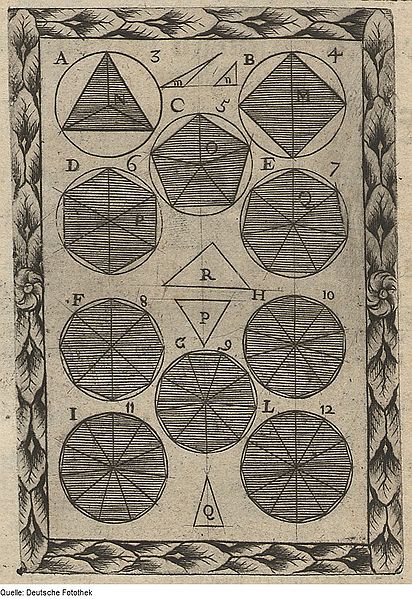 A 3 m n B 4
N C 5 M
O
D 6 E 7
P Q
R
F 8 P H 10
G 9
I 11 L 12
Q
Quelle: Deutsche Fotothek